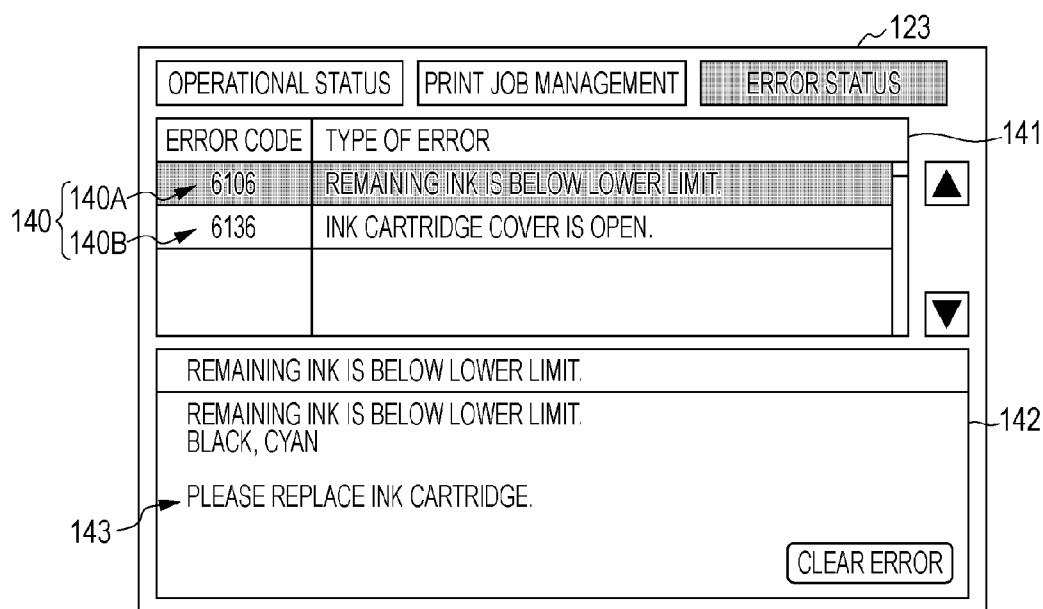 123
OPERATIONAL STATUS PRINT JOB MANAGEMENT ERROR STATUS
141
ERROR CODE TYPE OF ERROR
140 140A 6106 REMAINING INK IS BELOW LOWER LIMIT.
140B 6136 INK CARTRIDGE COVER IS OPEN.
REMAINING INK IS BELOW LOWER LIMIT.
REMAINING INK IS BELOW LOWER LIMIT.
142
BLACK, CYAN
PLEASE REPLACE INK CARTRIDGE.
143
CLEAR ERROR